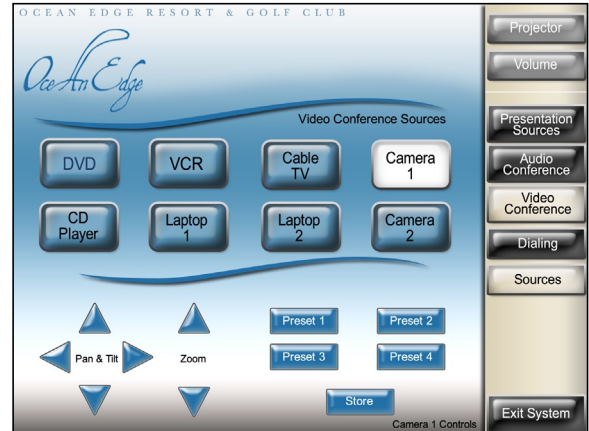 OCEAN EDGE RESORT & GOLF CLUB
OceAn Edge
Video Conference Sources
DVD
VCR
Cable
TV
Camera
1
CD
Player
Laptop
1
Laptop
2
Camera
2
Pan & Tilt
Zoom
Preset 1
Preset 2
Preset 3
Preset 4
Store
Camera 1 Controls
Projector
Volume
Presentation
Sources
Audio
Conference
Video
Conference
Dialing
Sources
Exit System